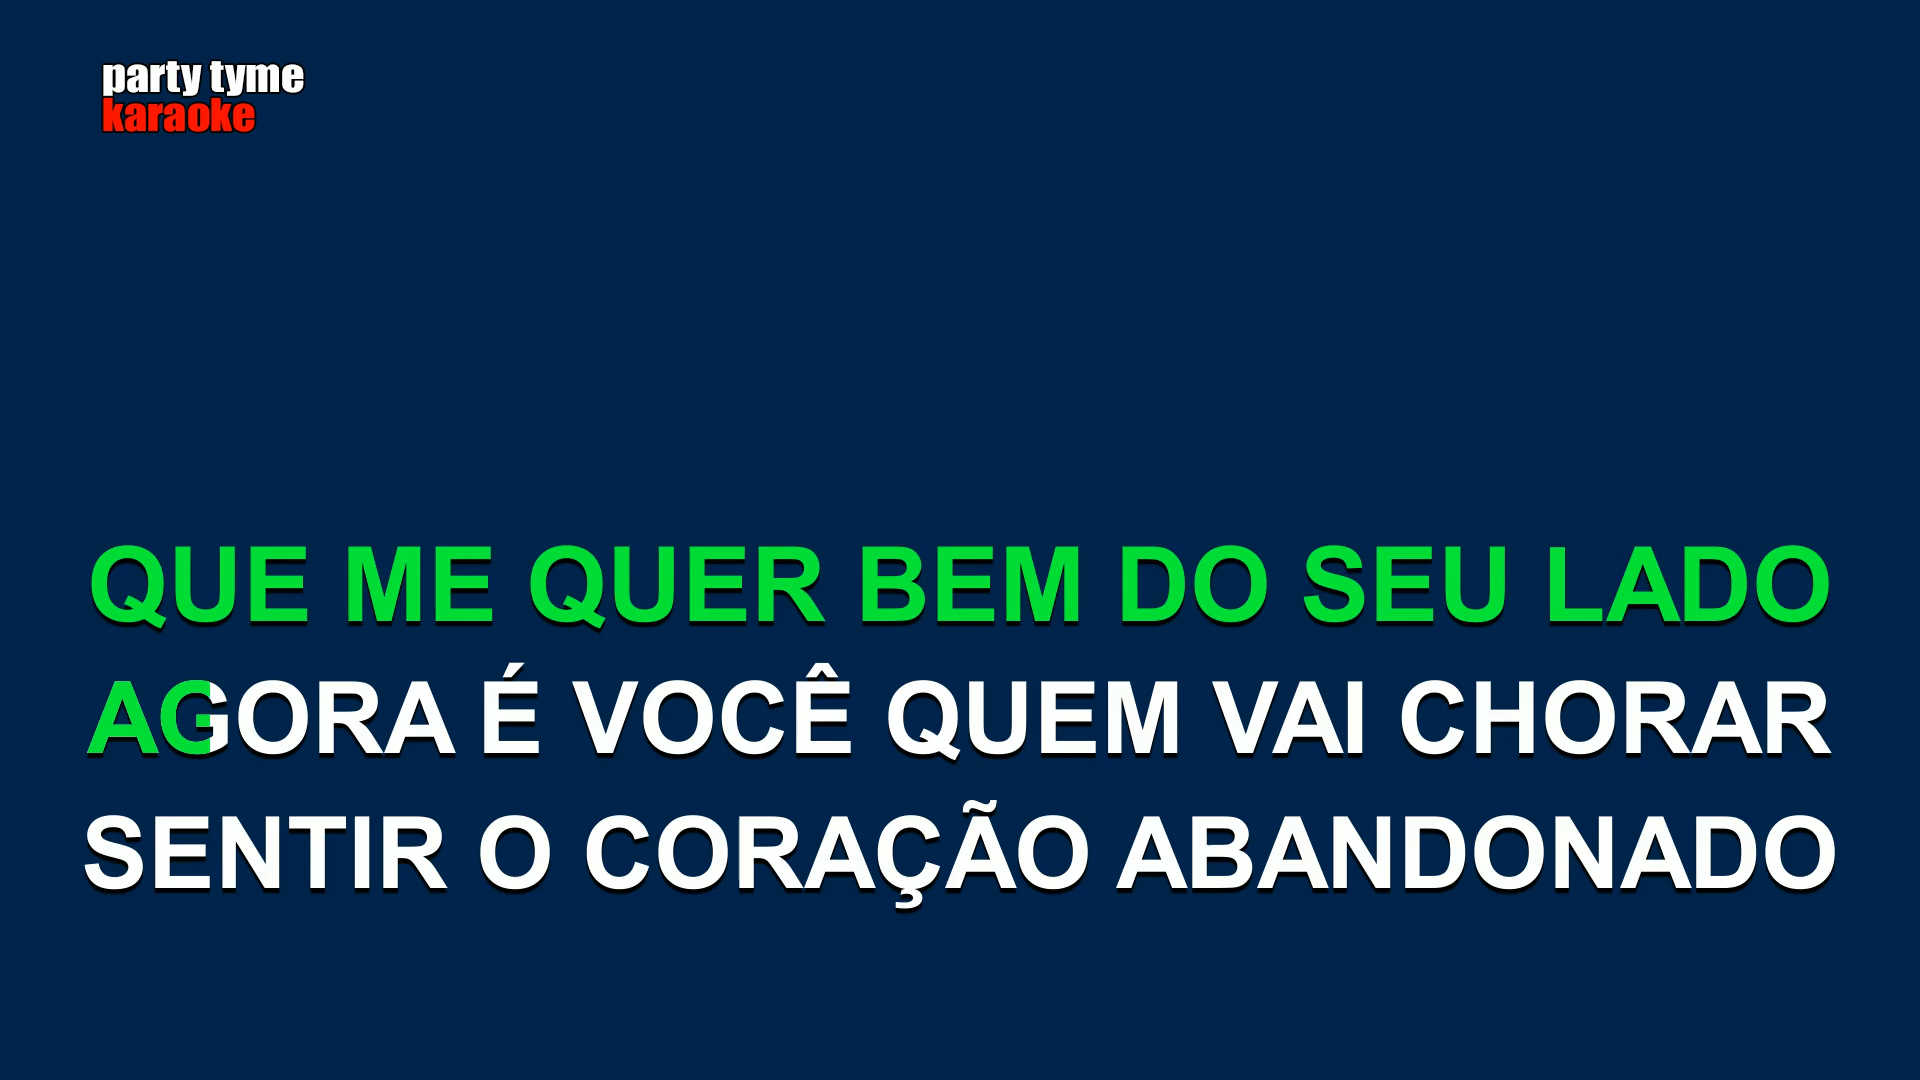 party tyme
karaoke
QUE ME QUER BEM DO SEU LADO
AGORA É VOCÊ QUEM VAI CHORAR
SENTIR O CORAÇÃO ABANDONADO